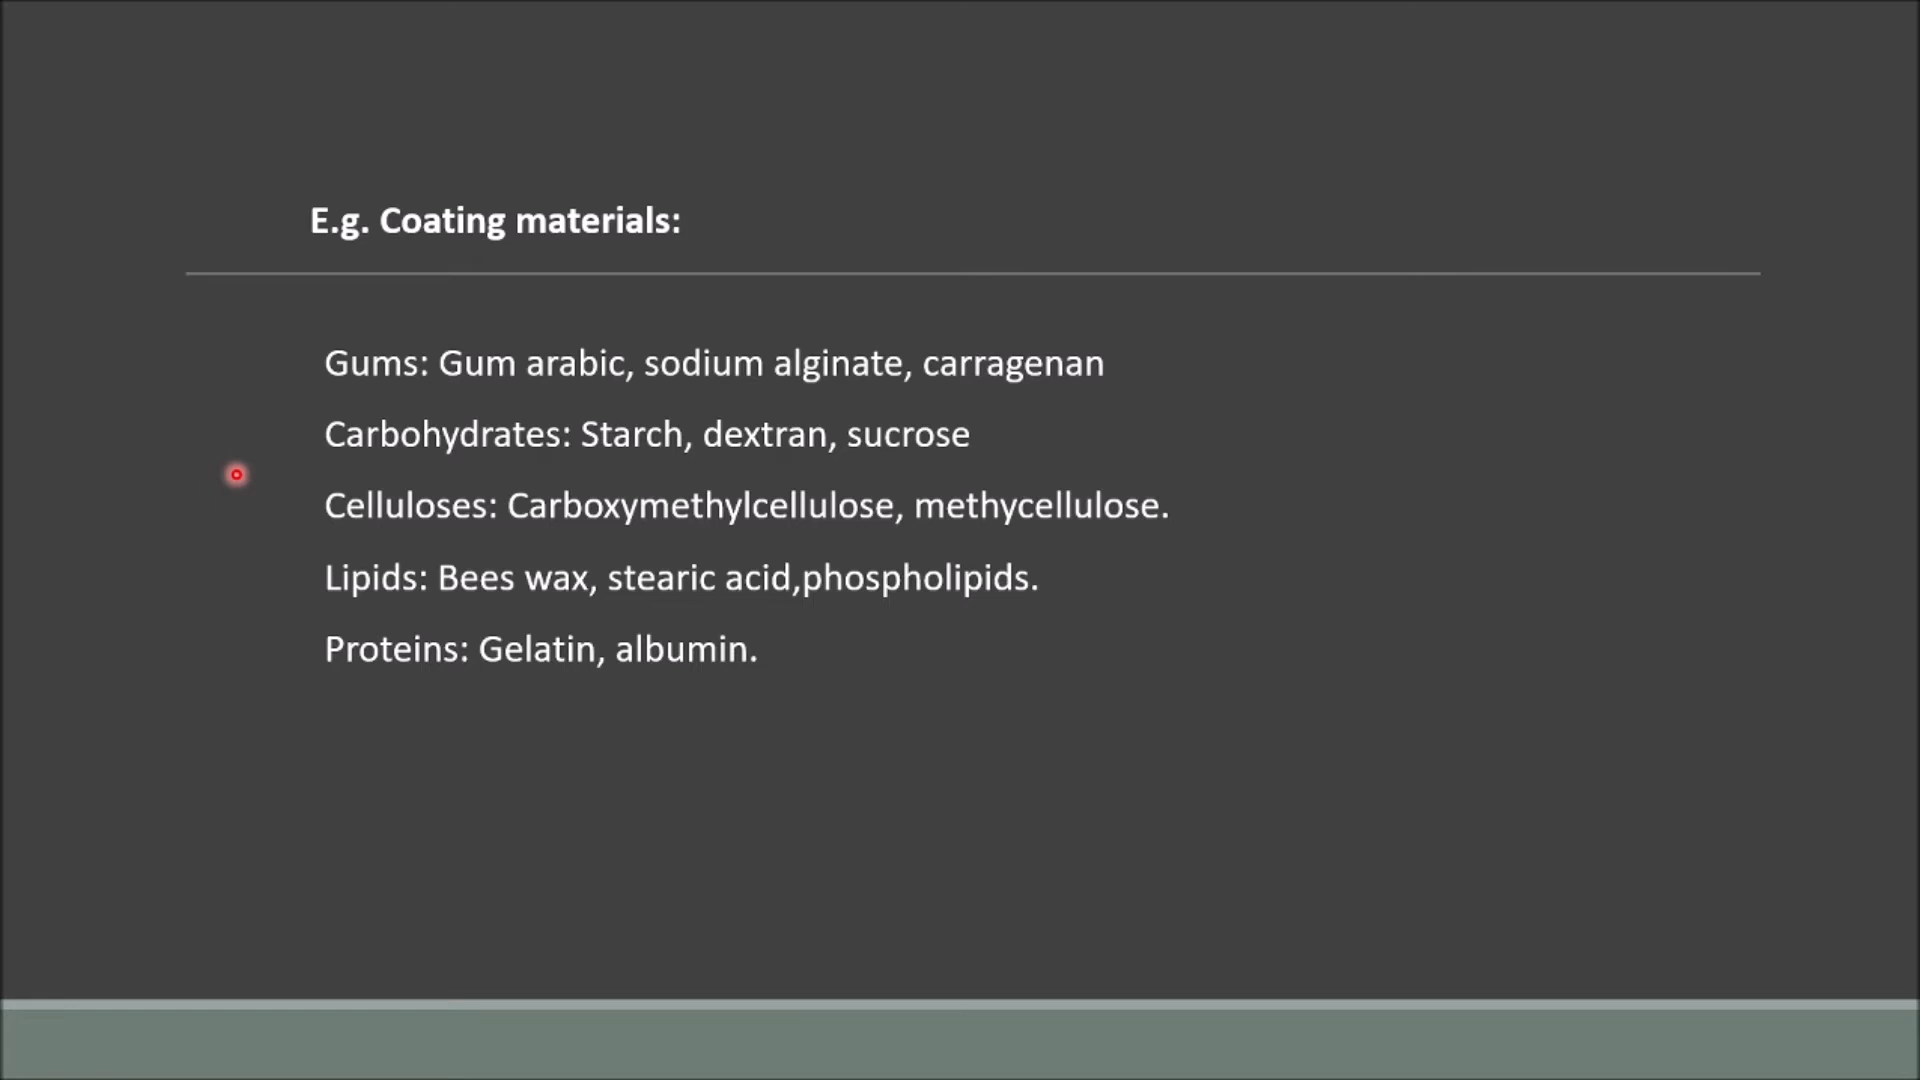 E.g. Coating materials:
Gums: Gum arabic, sodium alginate, carragenan
Carbohydrates: Starch, dextran, sucrose
Celluloses: Carboxymethylcellulose, methycellulose.
Lipids: Bees wax, stearic acid,phospholipids.
Proteins: Gelatin, albumin.